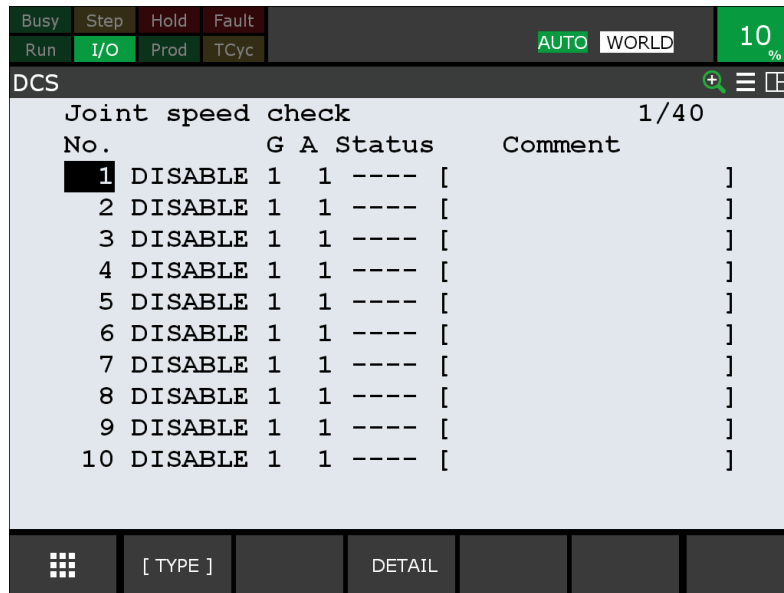 Busy Step Hold Fault
Run I/O Prod TCyc AUTO WORLD 10 %
DCS
Joint speed check 1/40
No. G A Status Comment
1 DISABLE 1 1 ---- [ ]
2 DISABLE 1 1 ---- [ ]
3 DISABLE 1 1 ---- [ ]
4 DISABLE 1 1 ---- [ ]
5 DISABLE 1 1 ---- [ ]
6 DISABLE 1 1 ---- [ ]
7 DISABLE 1 1 ---- [ ]
8 DISABLE 1 1 ---- [ ]
9 DISABLE 1 1 ---- [ ]
10 DISABLE 1 1 ---- [ ]
[ TYPE ] DETAIL